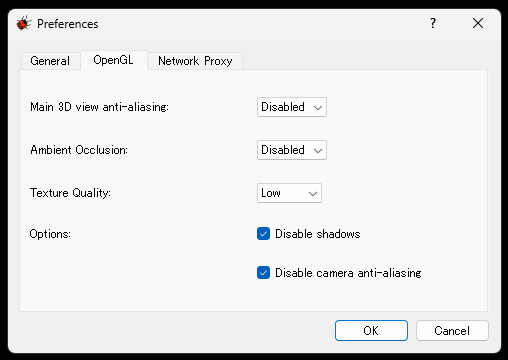 Preferences
General OpenGL Network Proxy
Main 3D view anti-aliasing: Disabled
Ambient Occlusion: Disabled
Texture Quality: Low
Options: Disable shadows
Disable camera anti-aliasing
OK Cancel